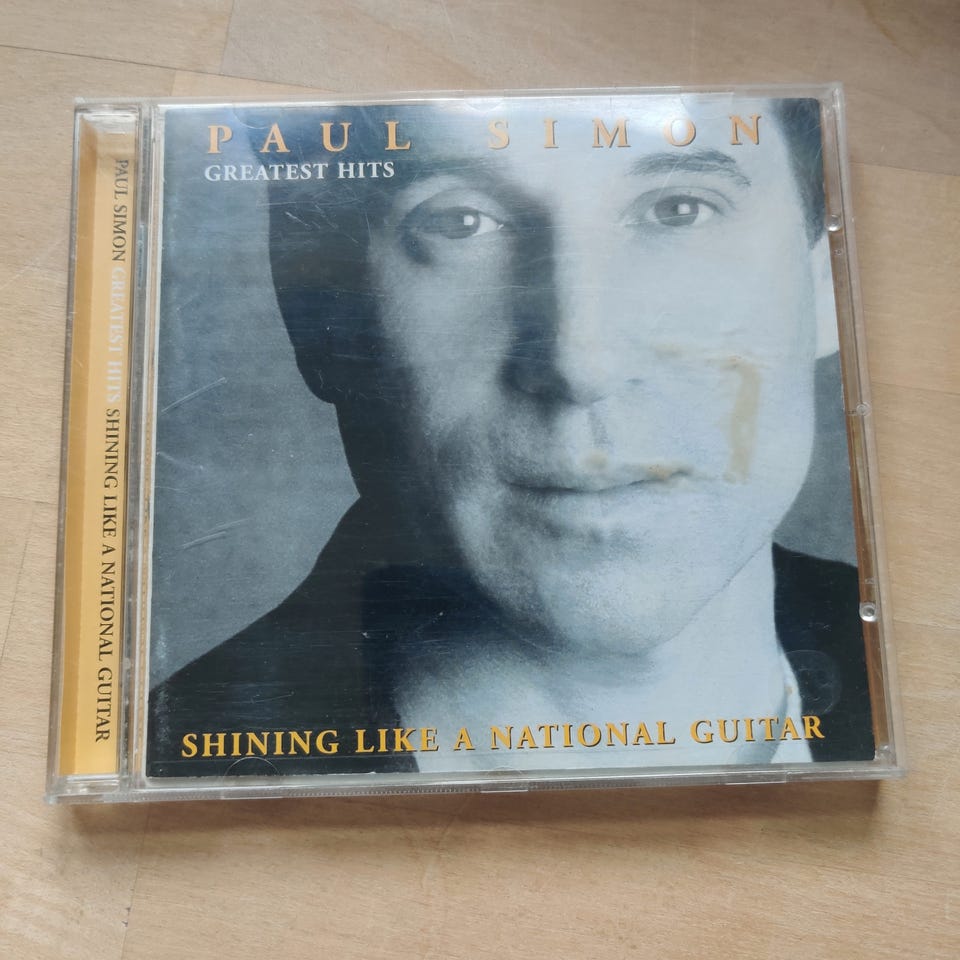 PAUL SIMON
GREATEST HITS
SHINING LIKE A NATIONAL GUITAR
PAUL SIMON GREATEST HITS SHINING LIKE A NATIONAL GUITAR